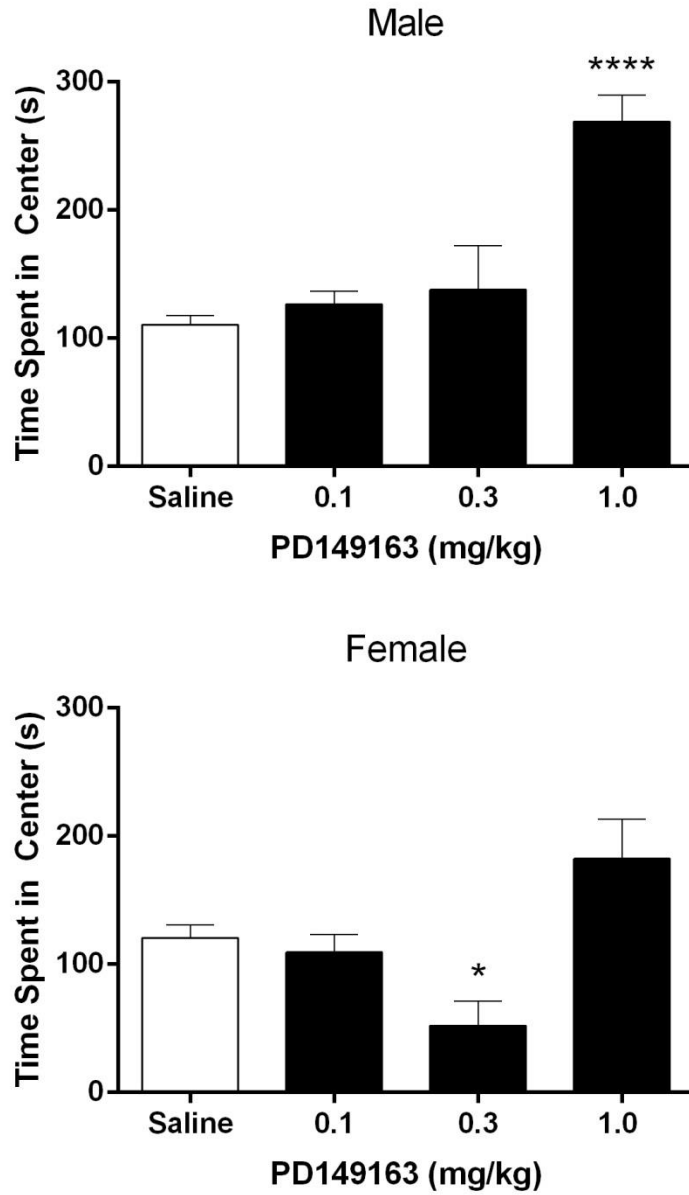 Male
****
300
200
100
0
Time Spent in Center (s)
Saline 0.1 0.3 1.0
PD149163 (mg/kg)
Female
300
200
100
0
*
Time Spent in Center (s)
Saline 0.1 0.3 1.0
PD149163 (mg/kg)